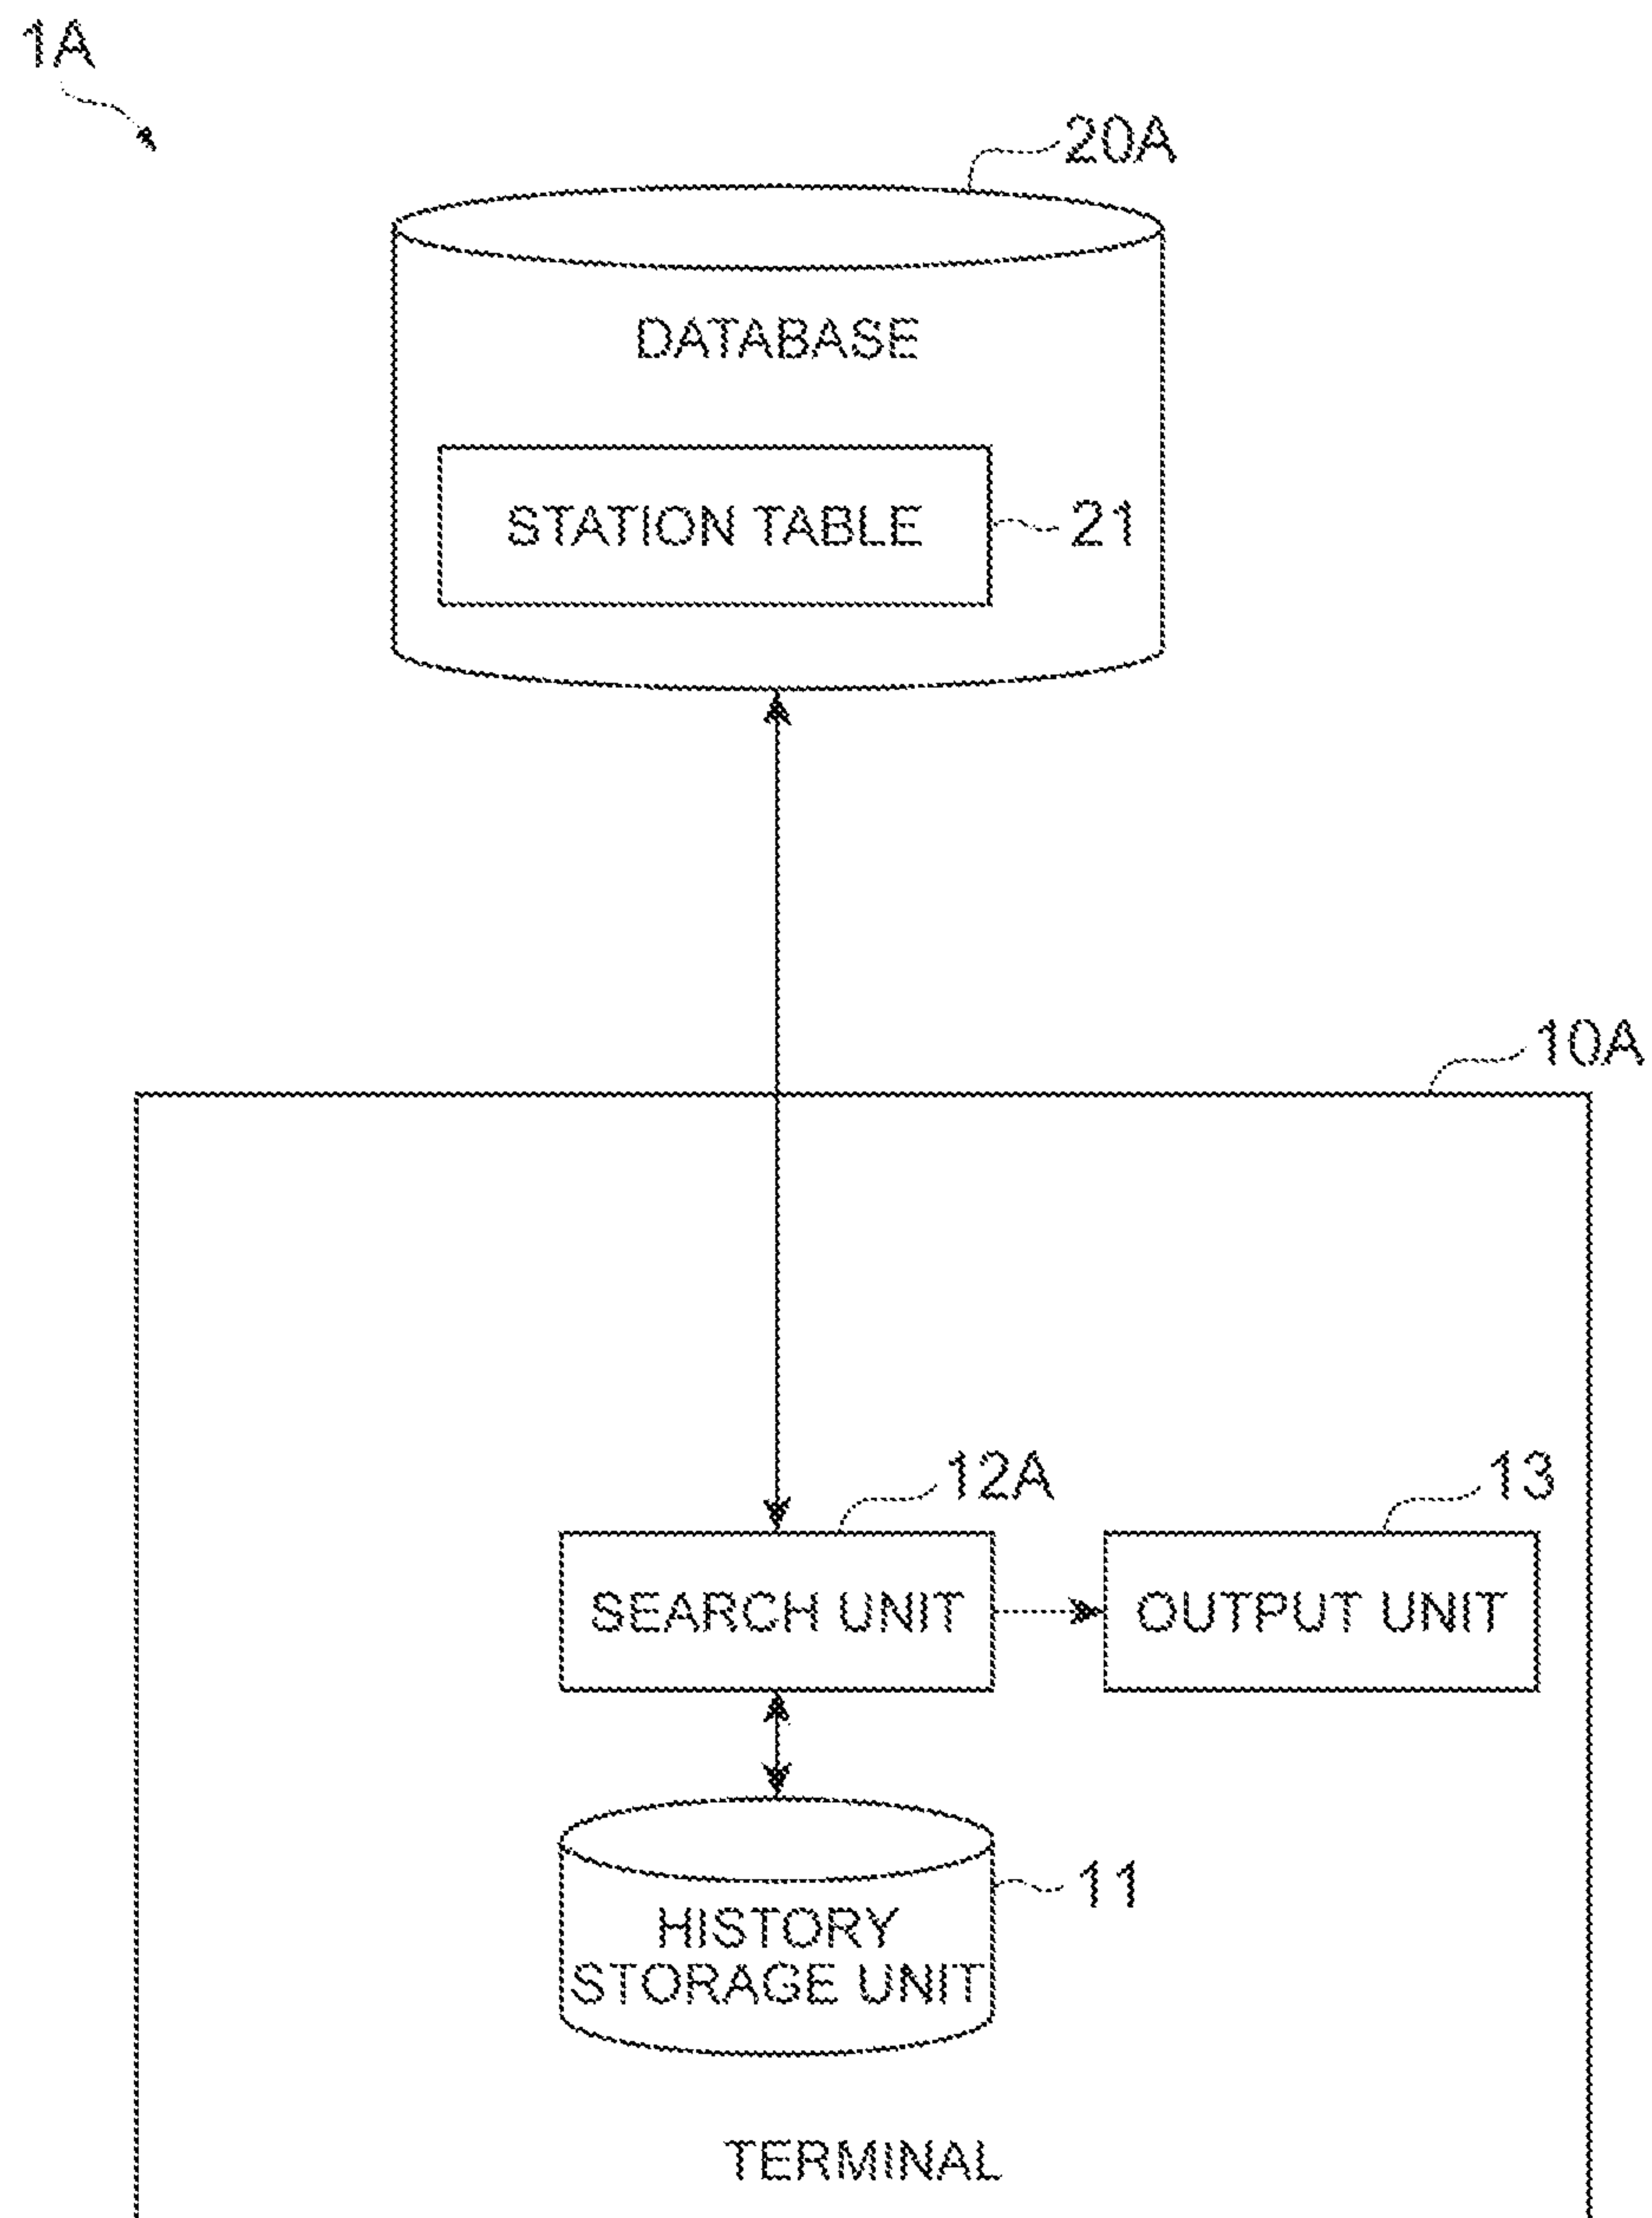 1A
20A
DATABASE
STATION TABLE
21
10A
12A
13
SEARCH UNIT
OUTPUT UNIT
11
HISTORY
STORAGE UNIT
TERMINAL